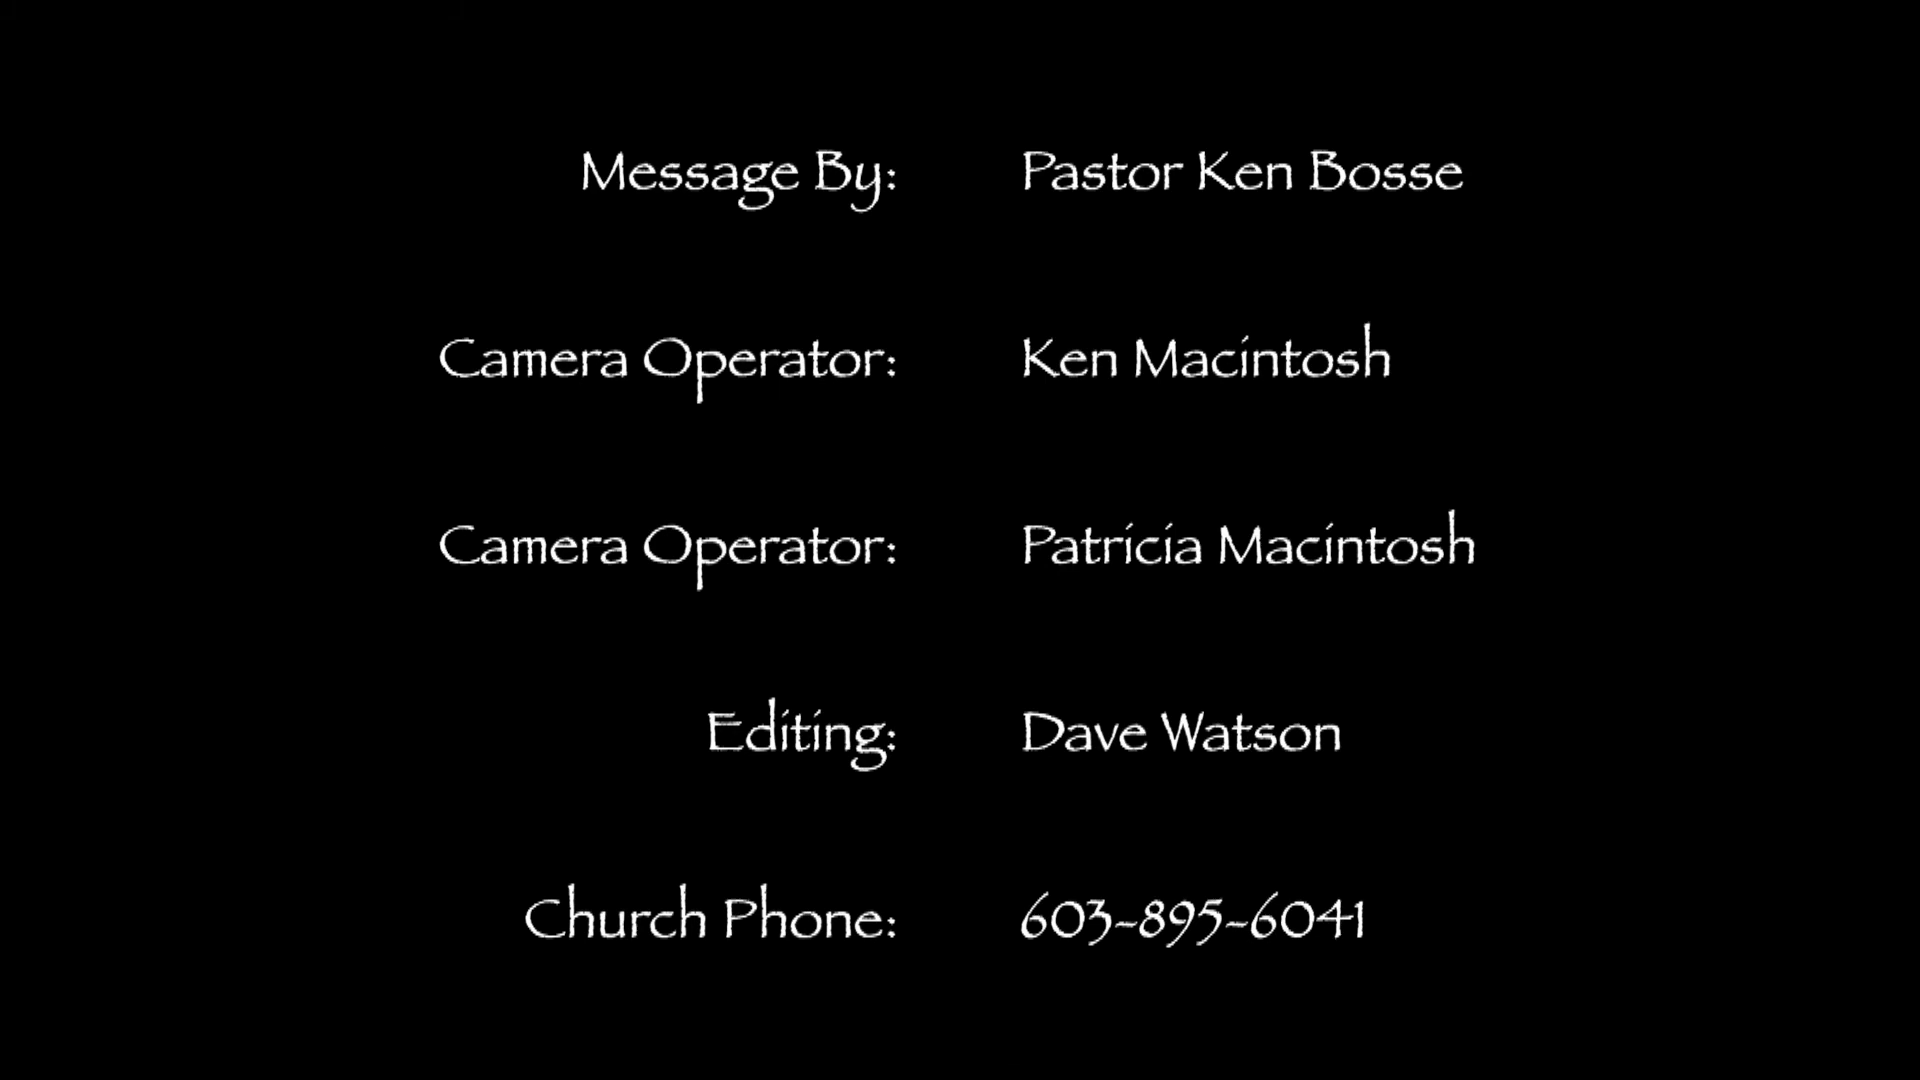 Message By: Pastor Ken Bosse
Camera Operator: Ken Macintosh
Camera Operator: Patricia Macintosh
Editing: Dave Watson
Church Phone: 603-895-6041